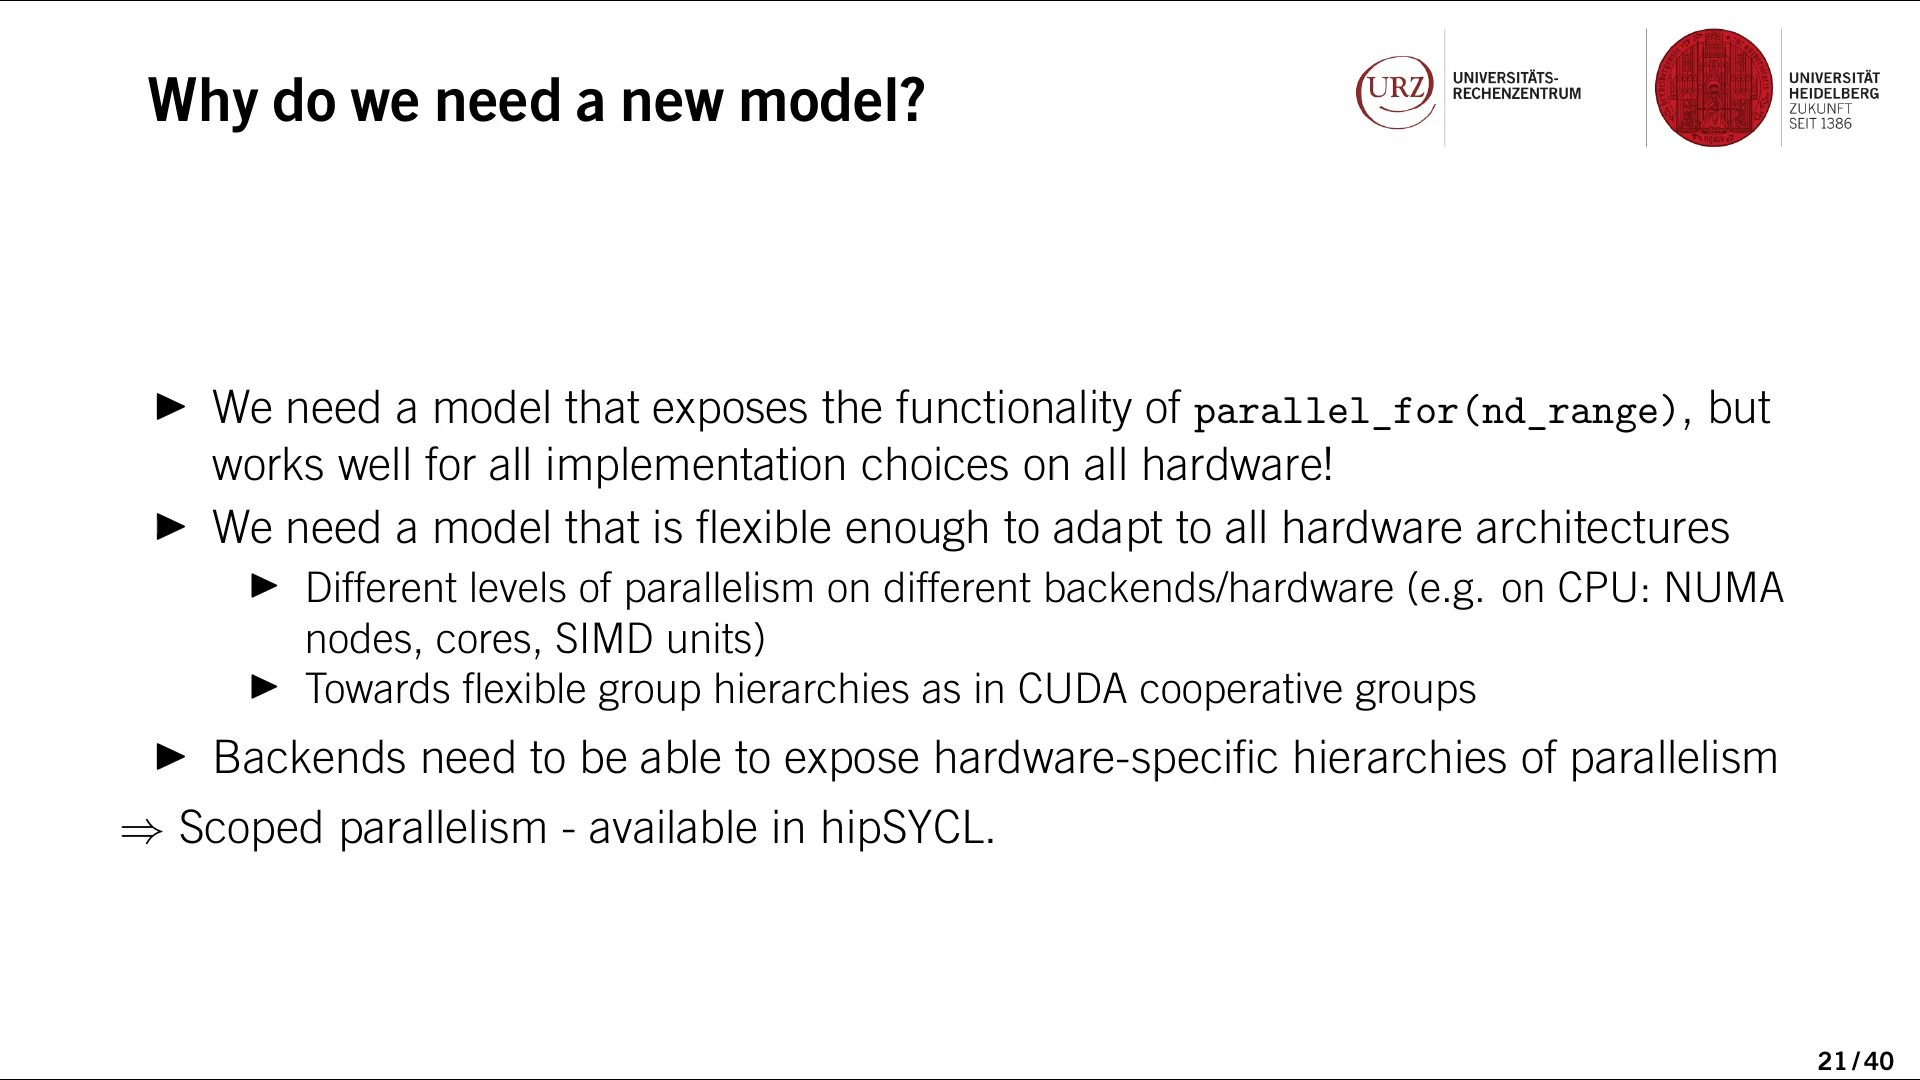 Why do we need a new model?
URZ
UNIVERSITÄTS-
RECHENZENTRUM
UNIVERSITÄT
HEIDELBERG
ZUKUNFT
SEIT 1386
▶ We need a model that exposes the functionality of parallel_for(nd_range), but
works well for all implementation choices on all hardware!
▶ We need a model that is flexible enough to adapt to all hardware architectures
▶ Different levels of parallelism on different backends/hardware (e.g. on CPU: NUMA
nodes, cores, SIMD units)
▶ Towards flexible group hierarchies as in CUDA cooperative groups
▶ Backends need to be able to expose hardware-specific hierarchies of parallelism
⇒ Scoped parallelism - available in hipSYCL.
21/40